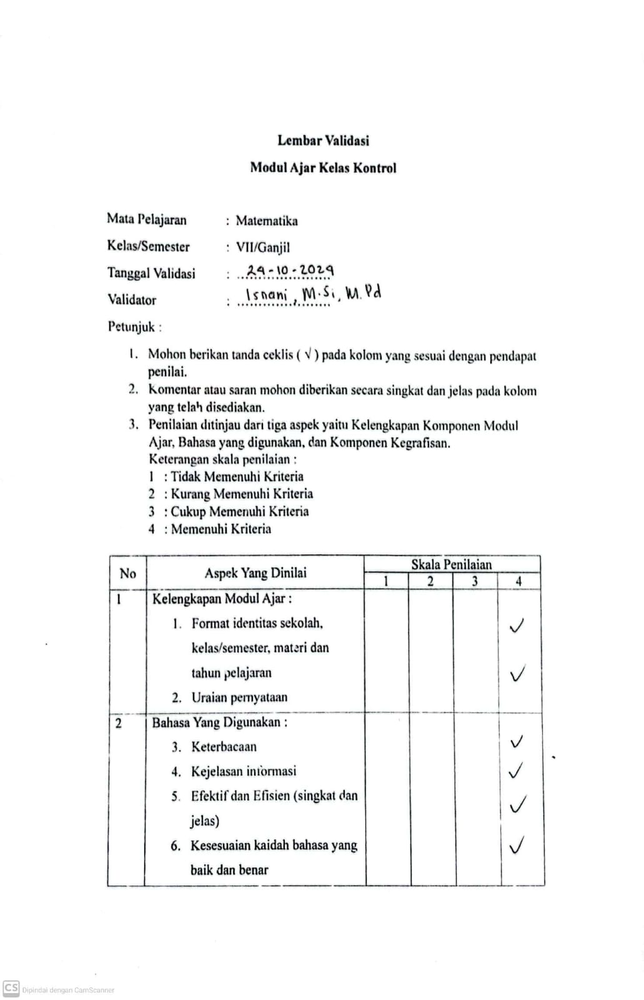 Lembar Validasi
Modul Ajar Kelas Kontrol
Mata Pelajaran : Matematika
Kelas/Semester : VII/Ganjil
Tanggal Validasi : 29-10-2029
Validator : Isnani, M.Si, M.Pd
Petunjuk :
1. Mohon berikan tanda ceklis ( √ ) pada kolom yang sesuai dengan pendapat
penilai.
2. Komentar atau saran mohon diberikan secara singkat dan jelas pada kolom
yang telah disediakan.
3. Penilaian ditinjau dari tiga aspek yaitu Kelengkapan Komponen Modul
Ajar, Bahasa yang digunakan, dan Komponen Kegrafisan.
Keterangan skala penilaian :
1 : Tidak Memenuhi Kriteria
2 : Kurang Memenuhi Kriteria
3 : Cukup Memenuhi Kriteria
4 : Memenuhi Kriteria
No Aspek Yang Dinilai Skala Penilaian
1 2 3 4
1 Kelengkapan Modul Ajar :
1. Format identitas sekolah, ✓
kelas/semester, materi dan
tahun pelajaran ✓
2. Uraian pernyataan
2 Bahasa Yang Digunakan :
3. Keterbacaan ✓
4. Kejelasan informasi ✓
5. Efektif dan Efisien (singkat dan ✓
jelas)
6. Kesesuaian kaidah bahasa yang ✓
baik dan benar
CS Dipindai dengan CamScanner